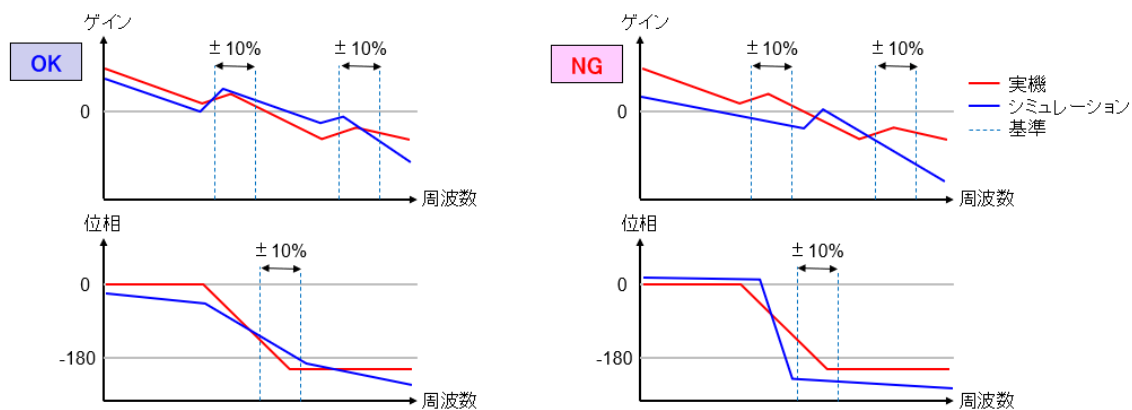 ゲイン
OK
±10%
±10%
0
周波数
位相
±10%
0
-180
周波数
ゲイン
NG
±10%
±10%
0
周波数
実機
シミュレーション
基準
位相
±10%
0
-180
周波数